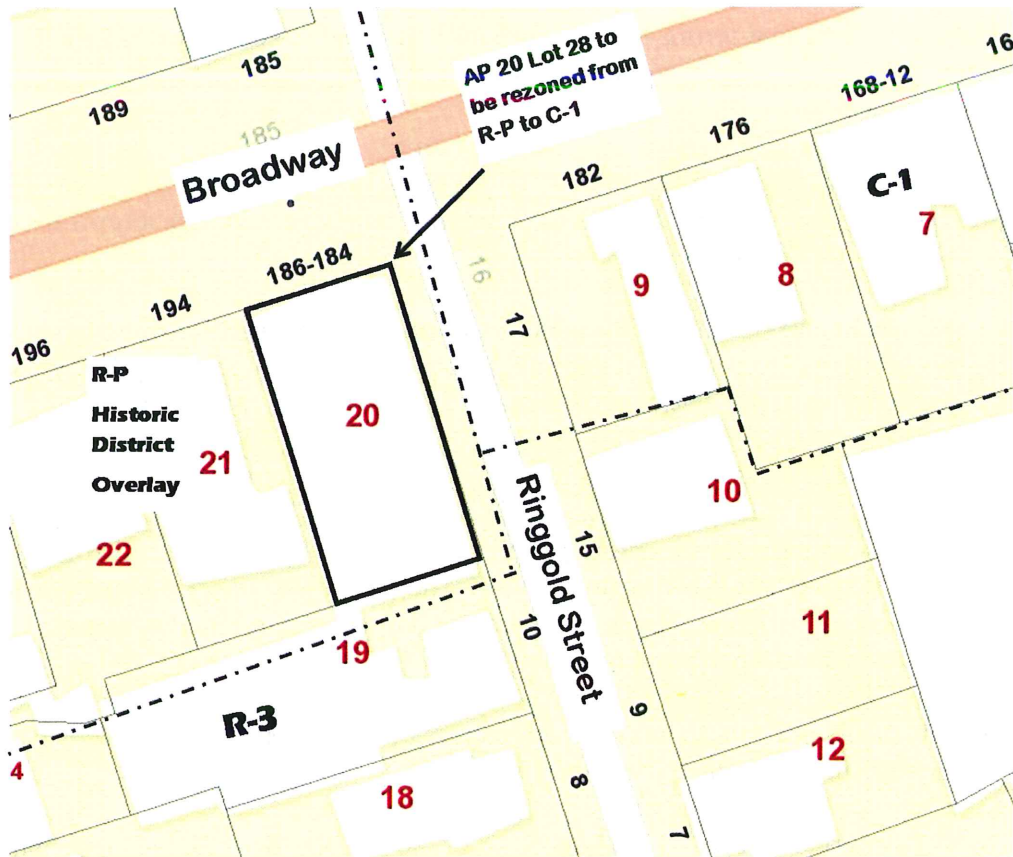 185
189
185
Broadway
AP 20 Lot 28 to
be rezoned from
R-P to C-1
168-12
16
176
182
C-1
7
8
9
186-184
194
196
16
17
R-P
Historic
District
Overlay
20
21
22
10
Ringgold Street
15
10
11
19
R-3
9
12
4
18
8
7